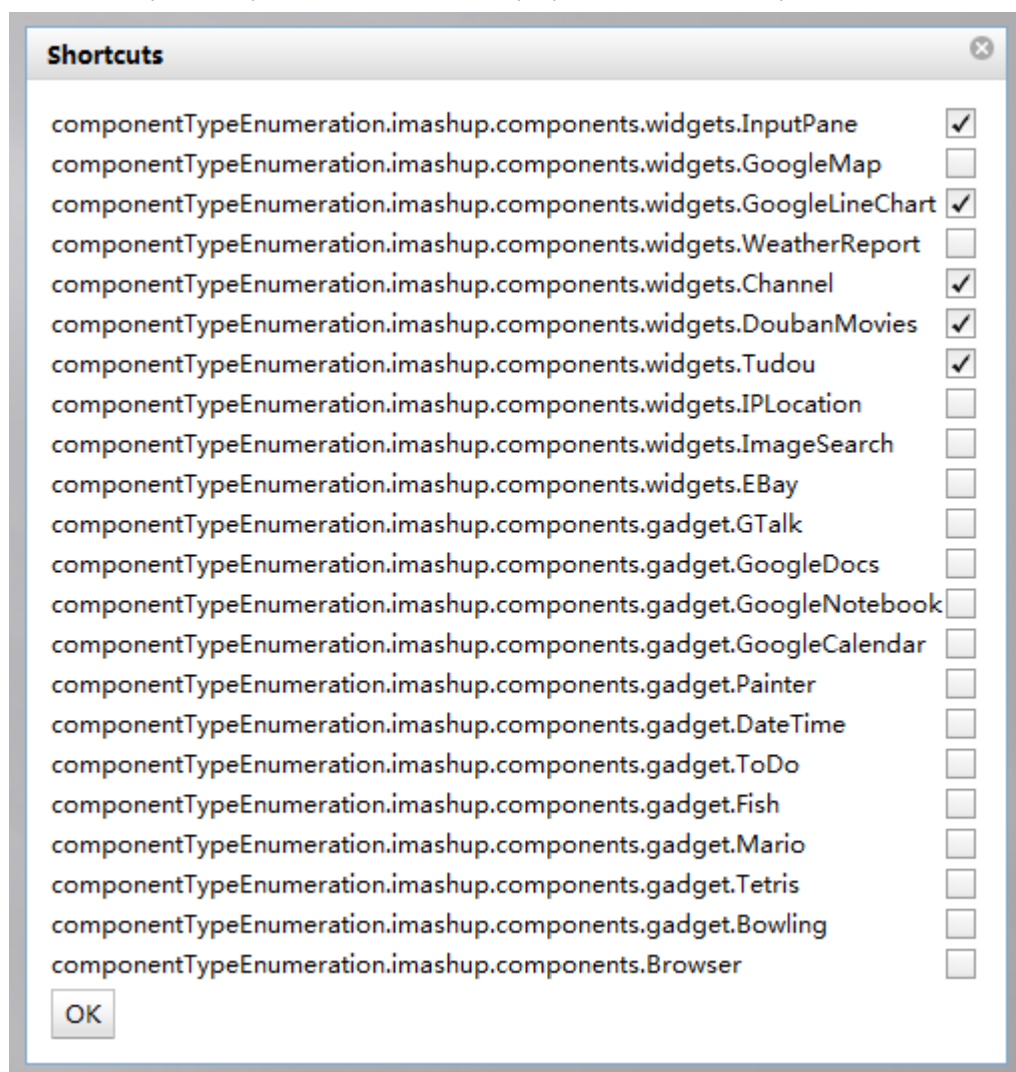 Shortcuts
componentTypeEnumeration.imashup.components.widgets.InputPane
componentTypeEnumeration.imashup.components.widgets.GoogleMap
componentTypeEnumeration.imashup.components.widgets.GoogleLineChart
componentTypeEnumeration.imashup.components.widgets.WeatherReport
componentTypeEnumeration.imashup.components.widgets.Channel
componentTypeEnumeration.imashup.components.widgets.DoubanMovies
componentTypeEnumeration.imashup.components.widgets.Tudou
componentTypeEnumeration.imashup.components.widgets.IPLocation
componentTypeEnumeration.imashup.components.widgets.ImageSearch
componentTypeEnumeration.imashup.components.widgets.EBay
componentTypeEnumeration.imashup.components.gadget.GTalk
componentTypeEnumeration.imashup.components.gadget.GoogleDocs
componentTypeEnumeration.imashup.components.gadget.GoogleNotebook
componentTypeEnumeration.imashup.components.gadget.GoogleCalendar
componentTypeEnumeration.imashup.components.gadget.Painter
componentTypeEnumeration.imashup.components.gadget.DateTime
componentTypeEnumeration.imashup.components.gadget.ToDo
componentTypeEnumeration.imashup.components.gadget.Fish
componentTypeEnumeration.imashup.components.gadget.Mario
componentTypeEnumeration.imashup.components.gadget.Tetris
componentTypeEnumeration.imashup.components.gadget.Bowling
componentTypeEnumeration.imashup.components.Browser
OK